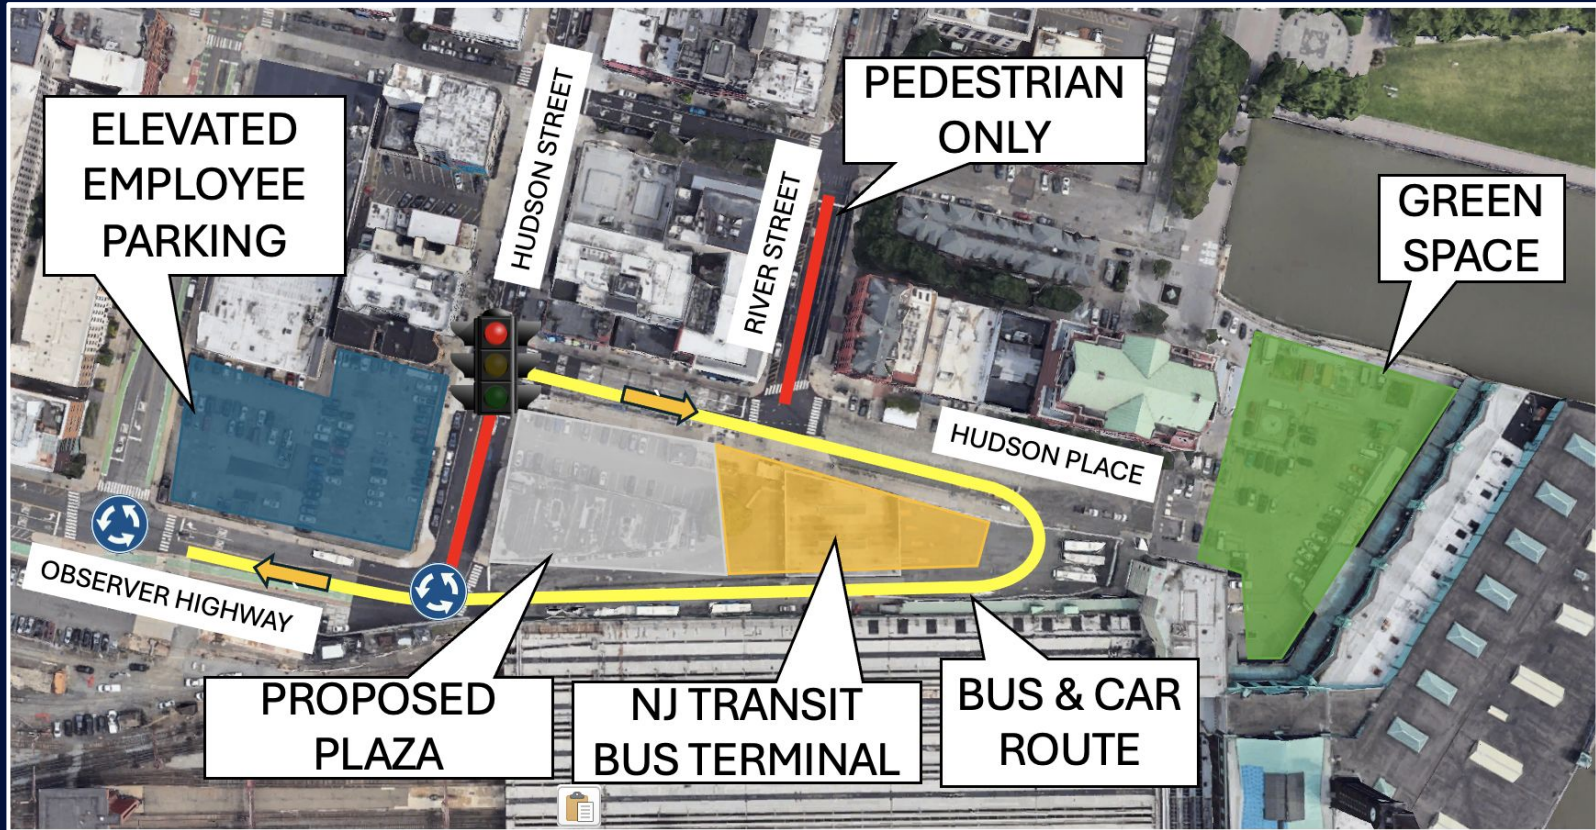 ELEVATED
EMPLOYEE
PARKING
HUDSON STREET
RIVER STREET
PEDESTRIAN
ONLY
GREEN
SPACE
HUDSON PLACE
OBSERVER HIGHWAY
PROPOSED
PLAZA
NJ TRANSIT
BUS TERMINAL
BUS & CAR
ROUTE